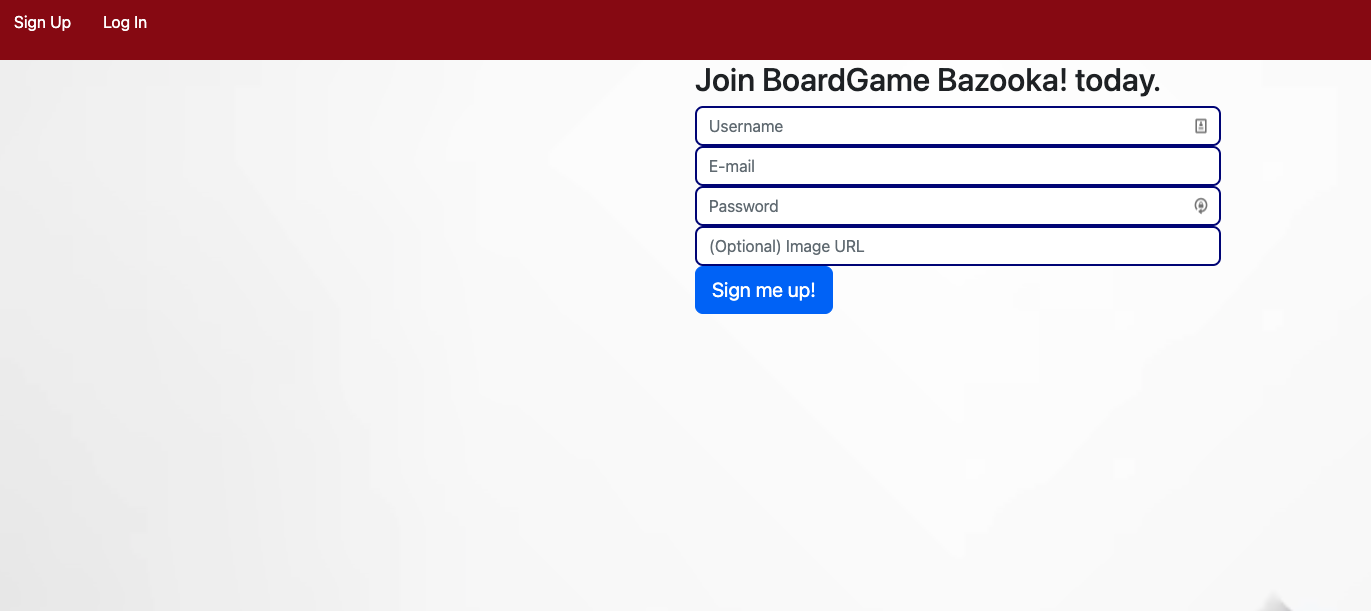 Sign Up Log In
Join BoardGame Bazooka! today.
Username
E-mail
Password
(Optional) Image URL
Sign me up!